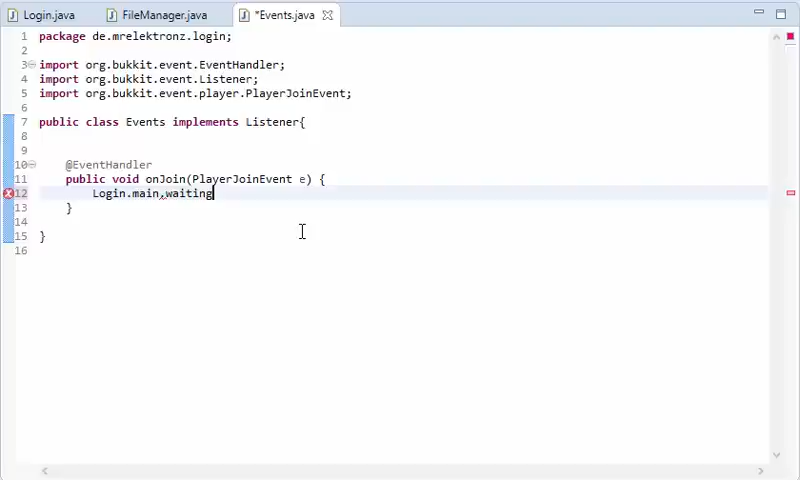 Login.java FileManager.java *Events.java
1 package de.mrelektronz.login;
2
3 import org.bukkit.event.EventHandler;
4 import org.bukkit.event.Listener;
5 import org.bukkit.event.player.PlayerJoinEvent;
6
7 public class Events implements Listener{
8
9
10 @EventHandler
11 public void onJoin(PlayerJoinEvent e) {
12 Login.main.waiting
13 }
14
15 }
16